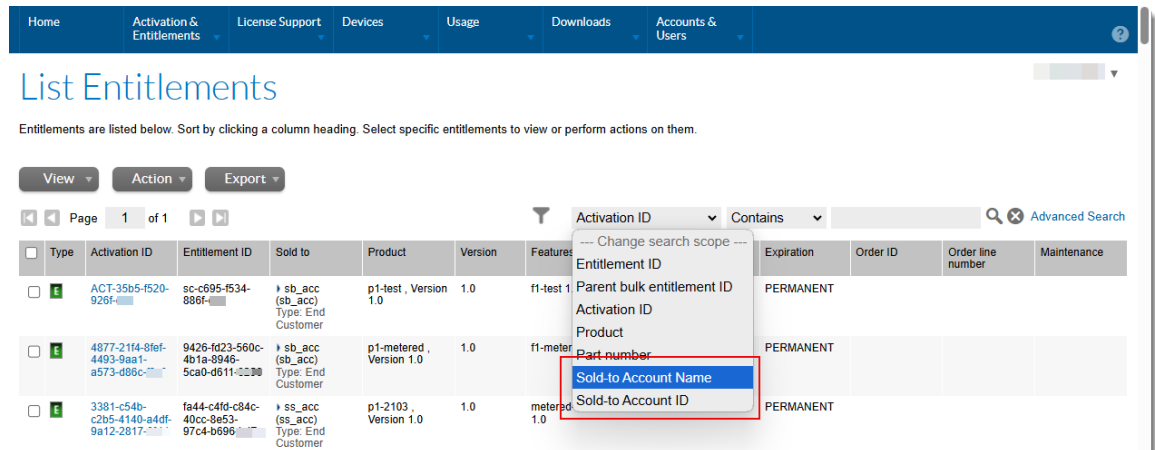 Home
Activation & Entitlements
License Support
Devices
Usage
Downloads
Accounts & Users
List Entitlements
Entitlements are listed below. Sort by clicking a column heading. Select specific entitlements to view or perform actions on them.
View
Action
Export
Page 1 of 1
Activation ID
Contains
Advanced Search
--- Change search scope ---
Entitlement ID
Parent bulk entitlement ID
Activation ID
Product
Part number
Sold-to Account Name
Sold-to Account ID
Type
Activation ID
Entitlement ID
Sold to
Product
Version
Features
Expiration
Order ID
Order line number
Maintenance
E
ACT-35b5-f520-
926f-
sc-c695-f534-
886f-
sb_acc
(sb_acc)
Type: End
Customer
p1-test , Version
1.0
1.0
f1-test 1.
PERMANENT
E
4877-21f4-8fef-
4493-9aa1-
a573-d86c-
9426-fd23-560c-
4b1a-8946-
5ca0-d611-
sb_acc
(sb_acc)
Type: End
Customer
p1-metered ,
Version 1.0
1.0
f1-meter
PERMANENT
E
3381-c54b-
c2b5-4140-a4df-
9a12-2817-
fa44-c4fd-c84c-
40cc-8e53-
97c4-b696-
ss_acc
(ss_acc)
Type: End
Customer
p1-2103 ,
Version 1.0
1.0
metered
1.0
PERMANENT